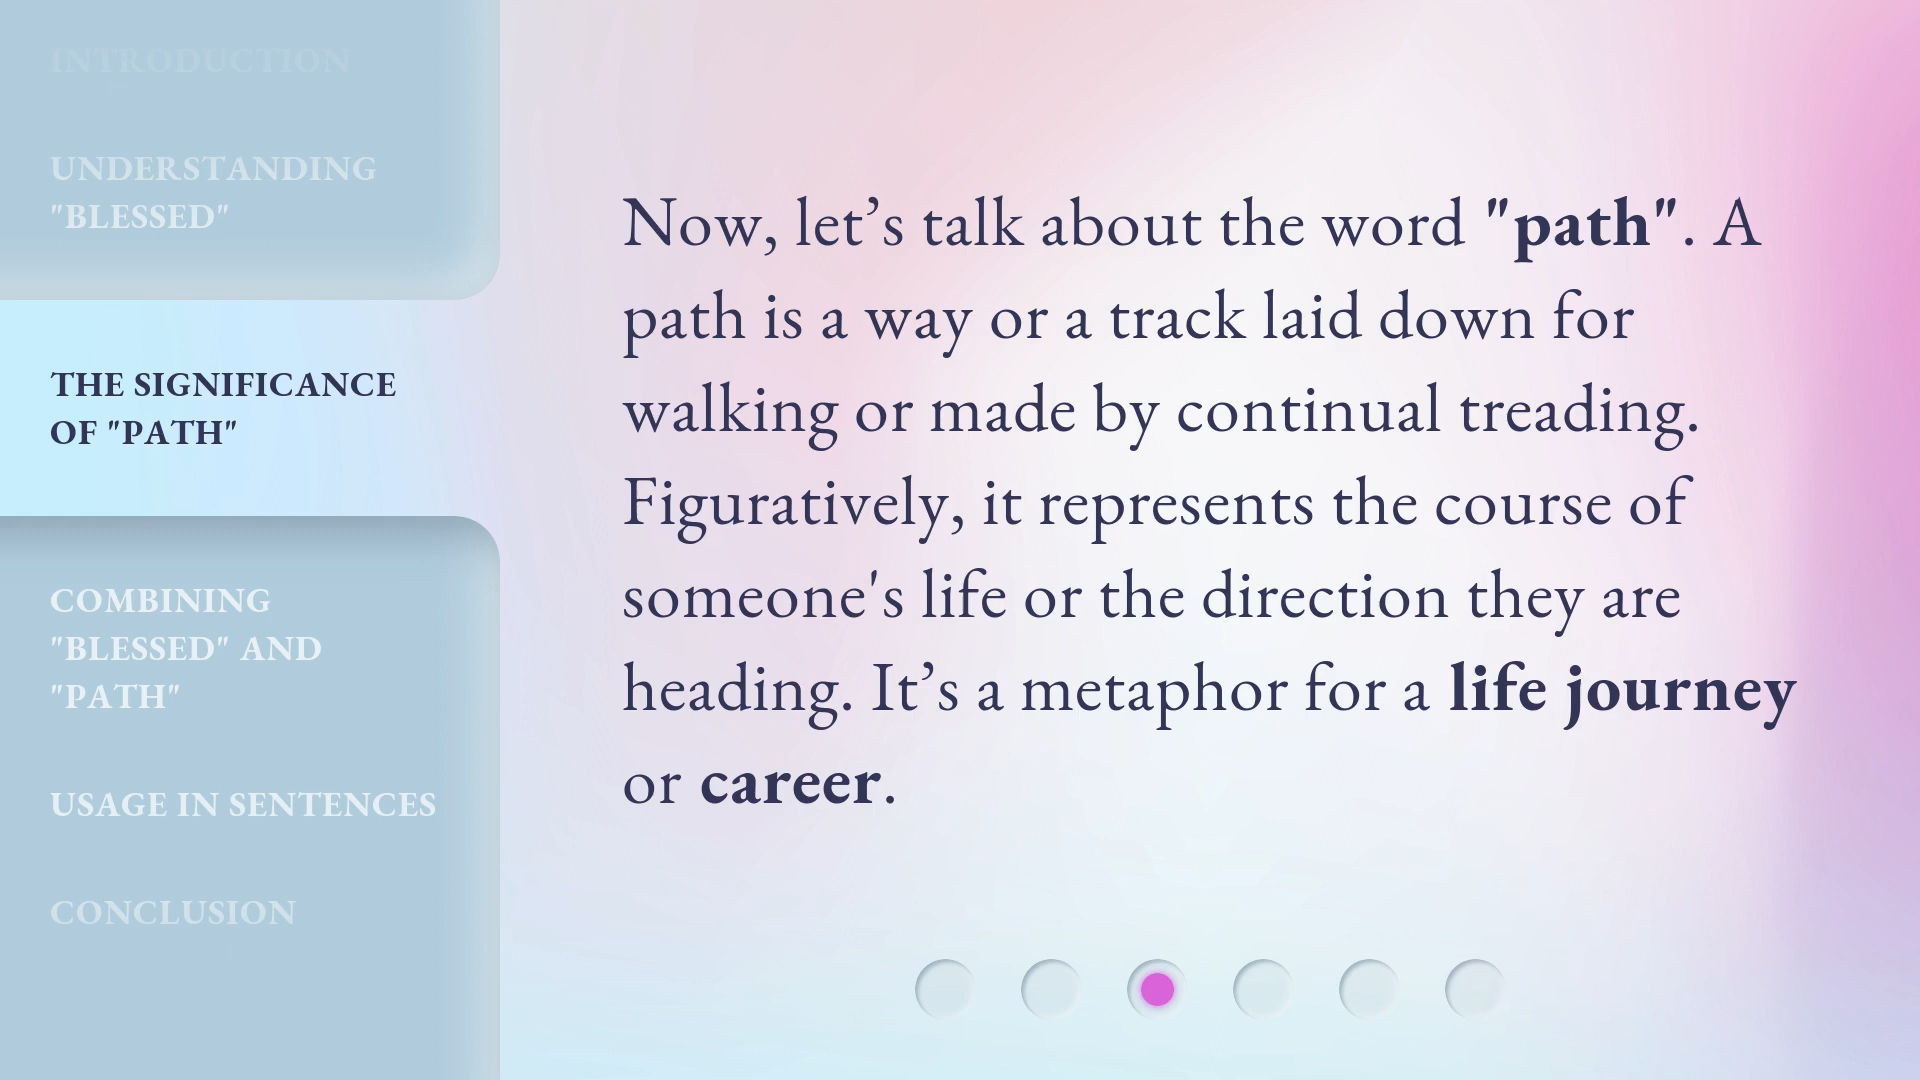 INTRODUCTION
UNDERSTANDING
"BLESSED"
THE SIGNIFICANCE
OF "PATH"
COMBINING
"BLESSED" AND
"PATH"
USAGE IN SENTENCES
CONCLUSION
Now, let’s talk about the word "path". A
path is a way or a track laid down for
walking or made by continual treading.
Figuratively, it represents the course of
someone's life or the direction they are
heading. It’s a metaphor for a life journey
or career.